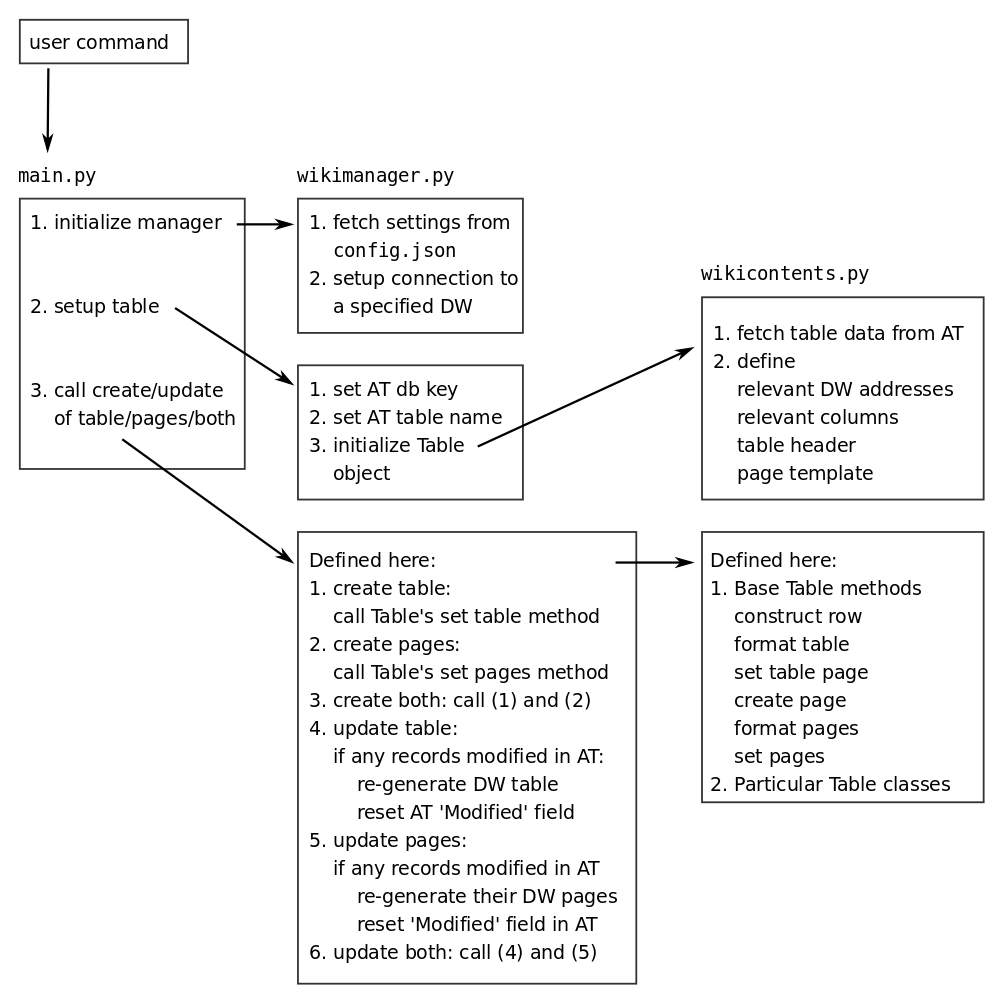 user command
main.py
1. initialize manager
2. setup table
3. call create/update
of table/pages/both
wikimanager.py
1. fetch settings from
config.json
2. setup connection to
a specified DW
1. set AT db key
2. set AT table name
3. initialize Table
object
Defined here:
1. create table:
call Table's set table method
2. create pages:
call Table's set pages method
3. create both: call (1) and (2)
4. update table:
if any records modified in AT:
re-generate DW table
reset AT 'Modified' field
5. update pages:
if any records modified in AT
re-generate their DW pages
reset 'Modified' field in AT
6. update both: call (4) and (5)
wikicontents.py
1. fetch table data from AT
2. define
relevant DW addresses
relevant columns
table header
page template
Defined here:
1. Base Table methods
construct row
format table
set table page
create page
format pages
set pages
2. Particular Table classes